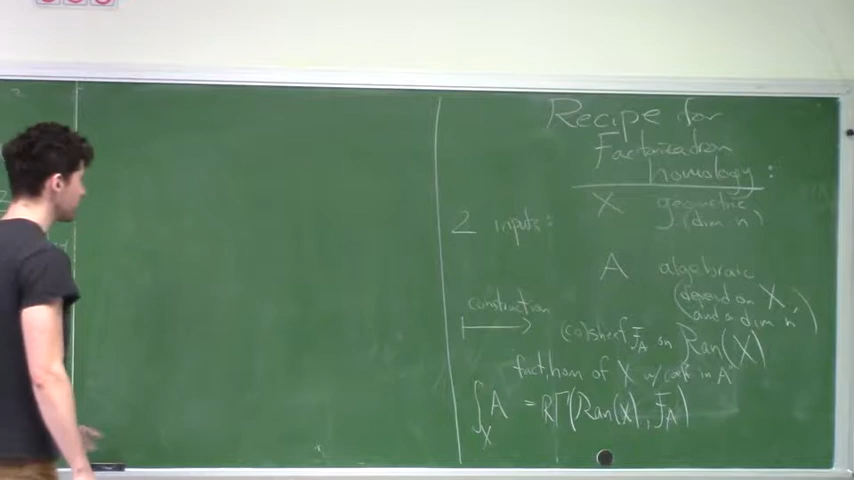 Recipe for
Factorization
homology:
2 inputs: X geometric
(dim n)
A algebraic
(depend on X,
and dim n)
construction
⟼ (co)sheaf F_A on Ran(X)
fact. hom of X w/ coeffs in A
∫_X A = RΓ(Ran(X), F_A)